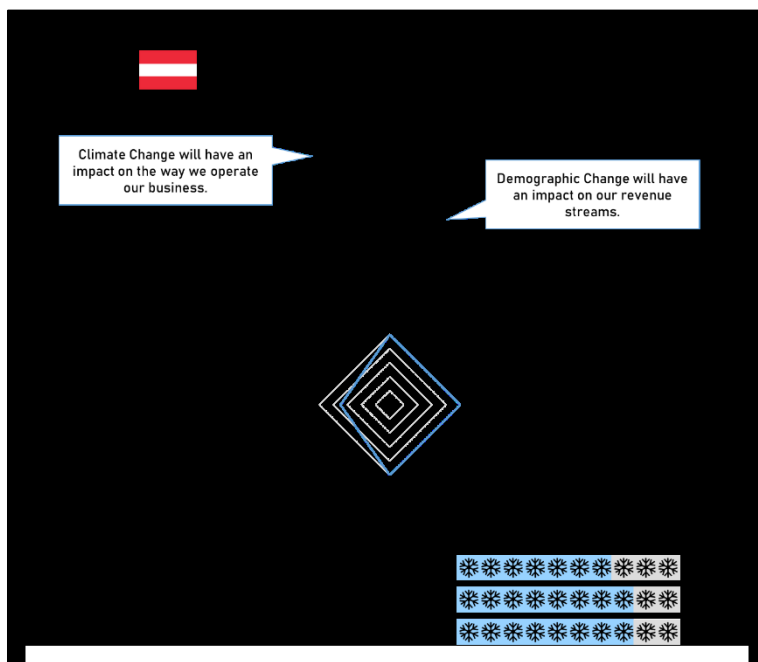 Climate Change will have an
impact on the way we operate
our business.
Demographic Change will have
an impact on our revenue
streams.